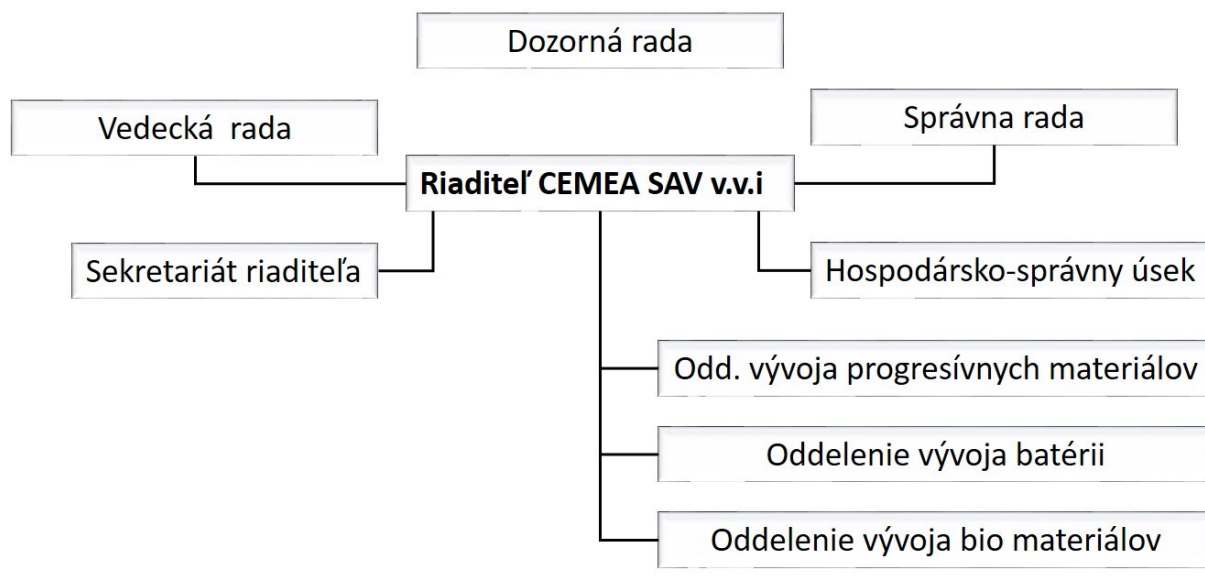 Dozorná rada
Vedecká rada
Správna rada
Riaditeľ CEMEA SAV v.v.i
Sekretariát riaditeľa
Hospodársko-správny úsek
Odd. vývoja progresívnych materiálov
Oddelenie vývoja batérii
Oddelenie vývoja bio materiálov